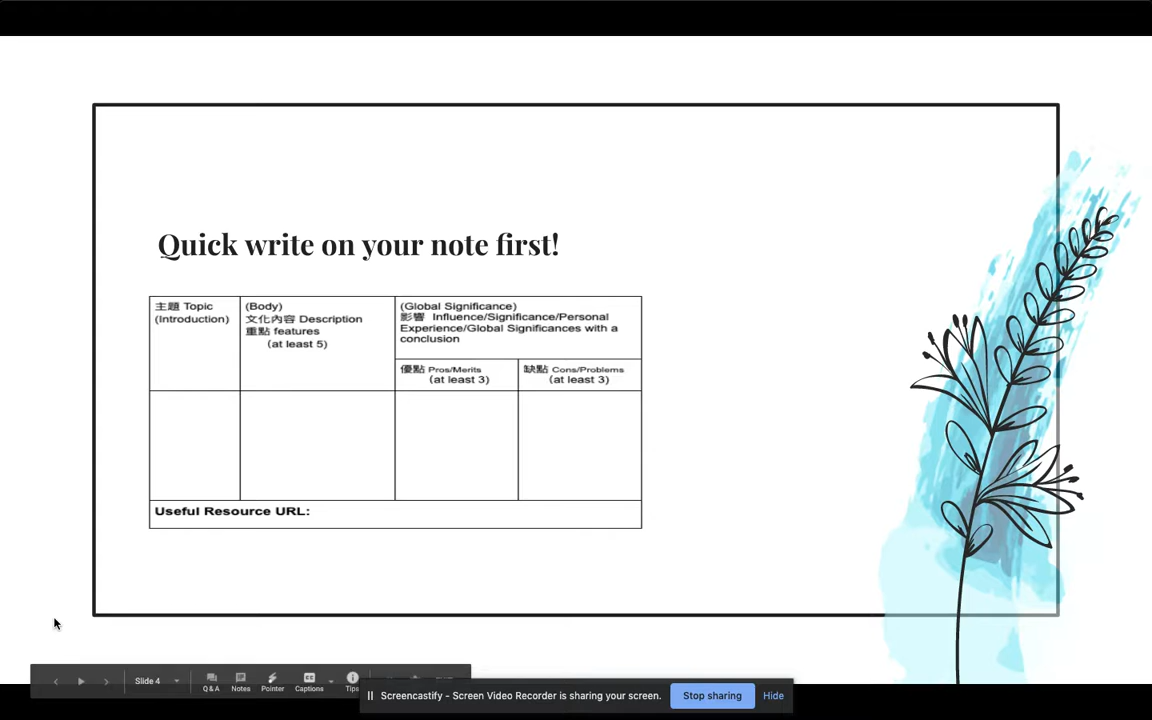 Quick write on your note first!
主題 Topic
(Introduction)
(Body)
文化內容 Description
重點 features
(at least 5)
(Global Significance)
影響 Influence/Significance/Personal
Experience/Global Significances with a
conclusion
優點 Pros/Merits
(at least 3)
缺點 Cons/Problems
(at least 3)
Useful Resource URL:
Slide 4
Q&A
Notes
Pointer
Captions
Tips
Screencastify - Screen Video Recorder is sharing your screen.
Stop sharing
Hide